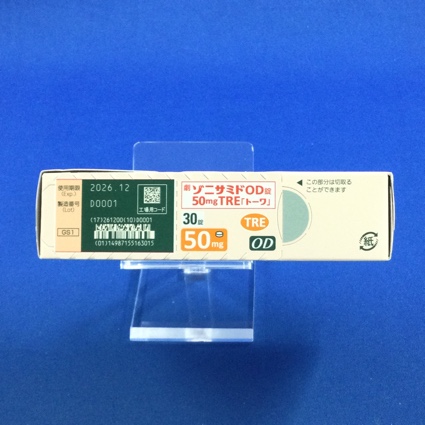 使用期限
(Exp.)
2026.12
製造番号
(Lot)
D0001
工場用コード
(17)261200(10)D0001
GS1
(01)14987155163015
劇 ゾニサミドOD錠
50mgTRE「トーワ」
30錠
50mg
TRE
OD
◀ この部分は切取る
ことができます
紙